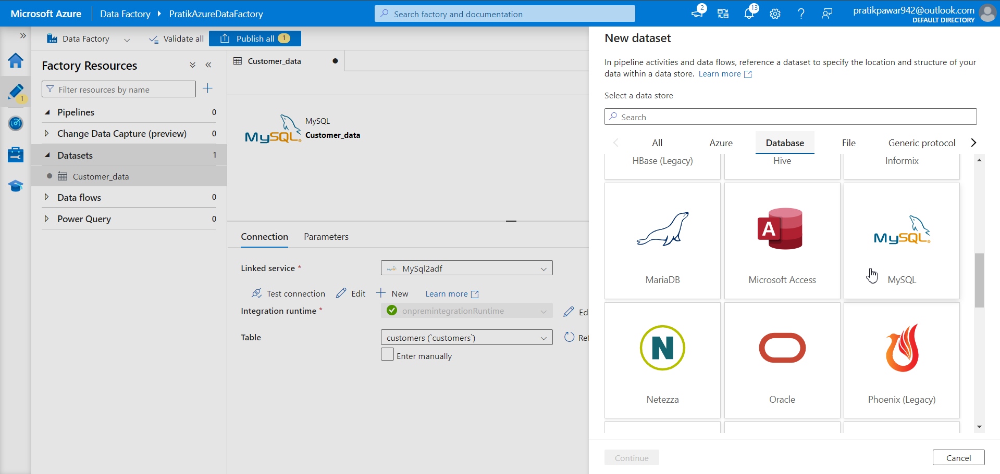 Microsoft Azure
Data Factory
PratikAzureDataFactory
Search factory and documentation
2
13
pratikpawar942@outlook.com
DEFAULT DIRECTORY
Data Factory
Validate all
Publish all
1
Factory Resources
Filter resources by name
1
Pipelines
0
Change Data Capture (preview)
0
Datasets
1
Customer_data
Data flows
0
Power Query
0
Customer_data
MySQL
MySQL
Customer_data
Connection
Parameters
Linked service *
MySql2adf
Test connection
Edit
New
Learn more
Integration runtime *
onpremintegrationRuntime
Ed
Table
customers (`customers`)
Ref
Enter manually
New dataset
In pipeline activities and data flows, reference a dataset to specify the location and structure of your
data within a data store. Learn more
Select a data store
Search
All
Azure
Database
File
Generic protocol
HBase (Legacy)
Hive
Informix
A
MySQL
MariaDB
Microsoft Access
MySQL
N
Netezza
Oracle
Phoenix (Legacy)
Continue
Cancel